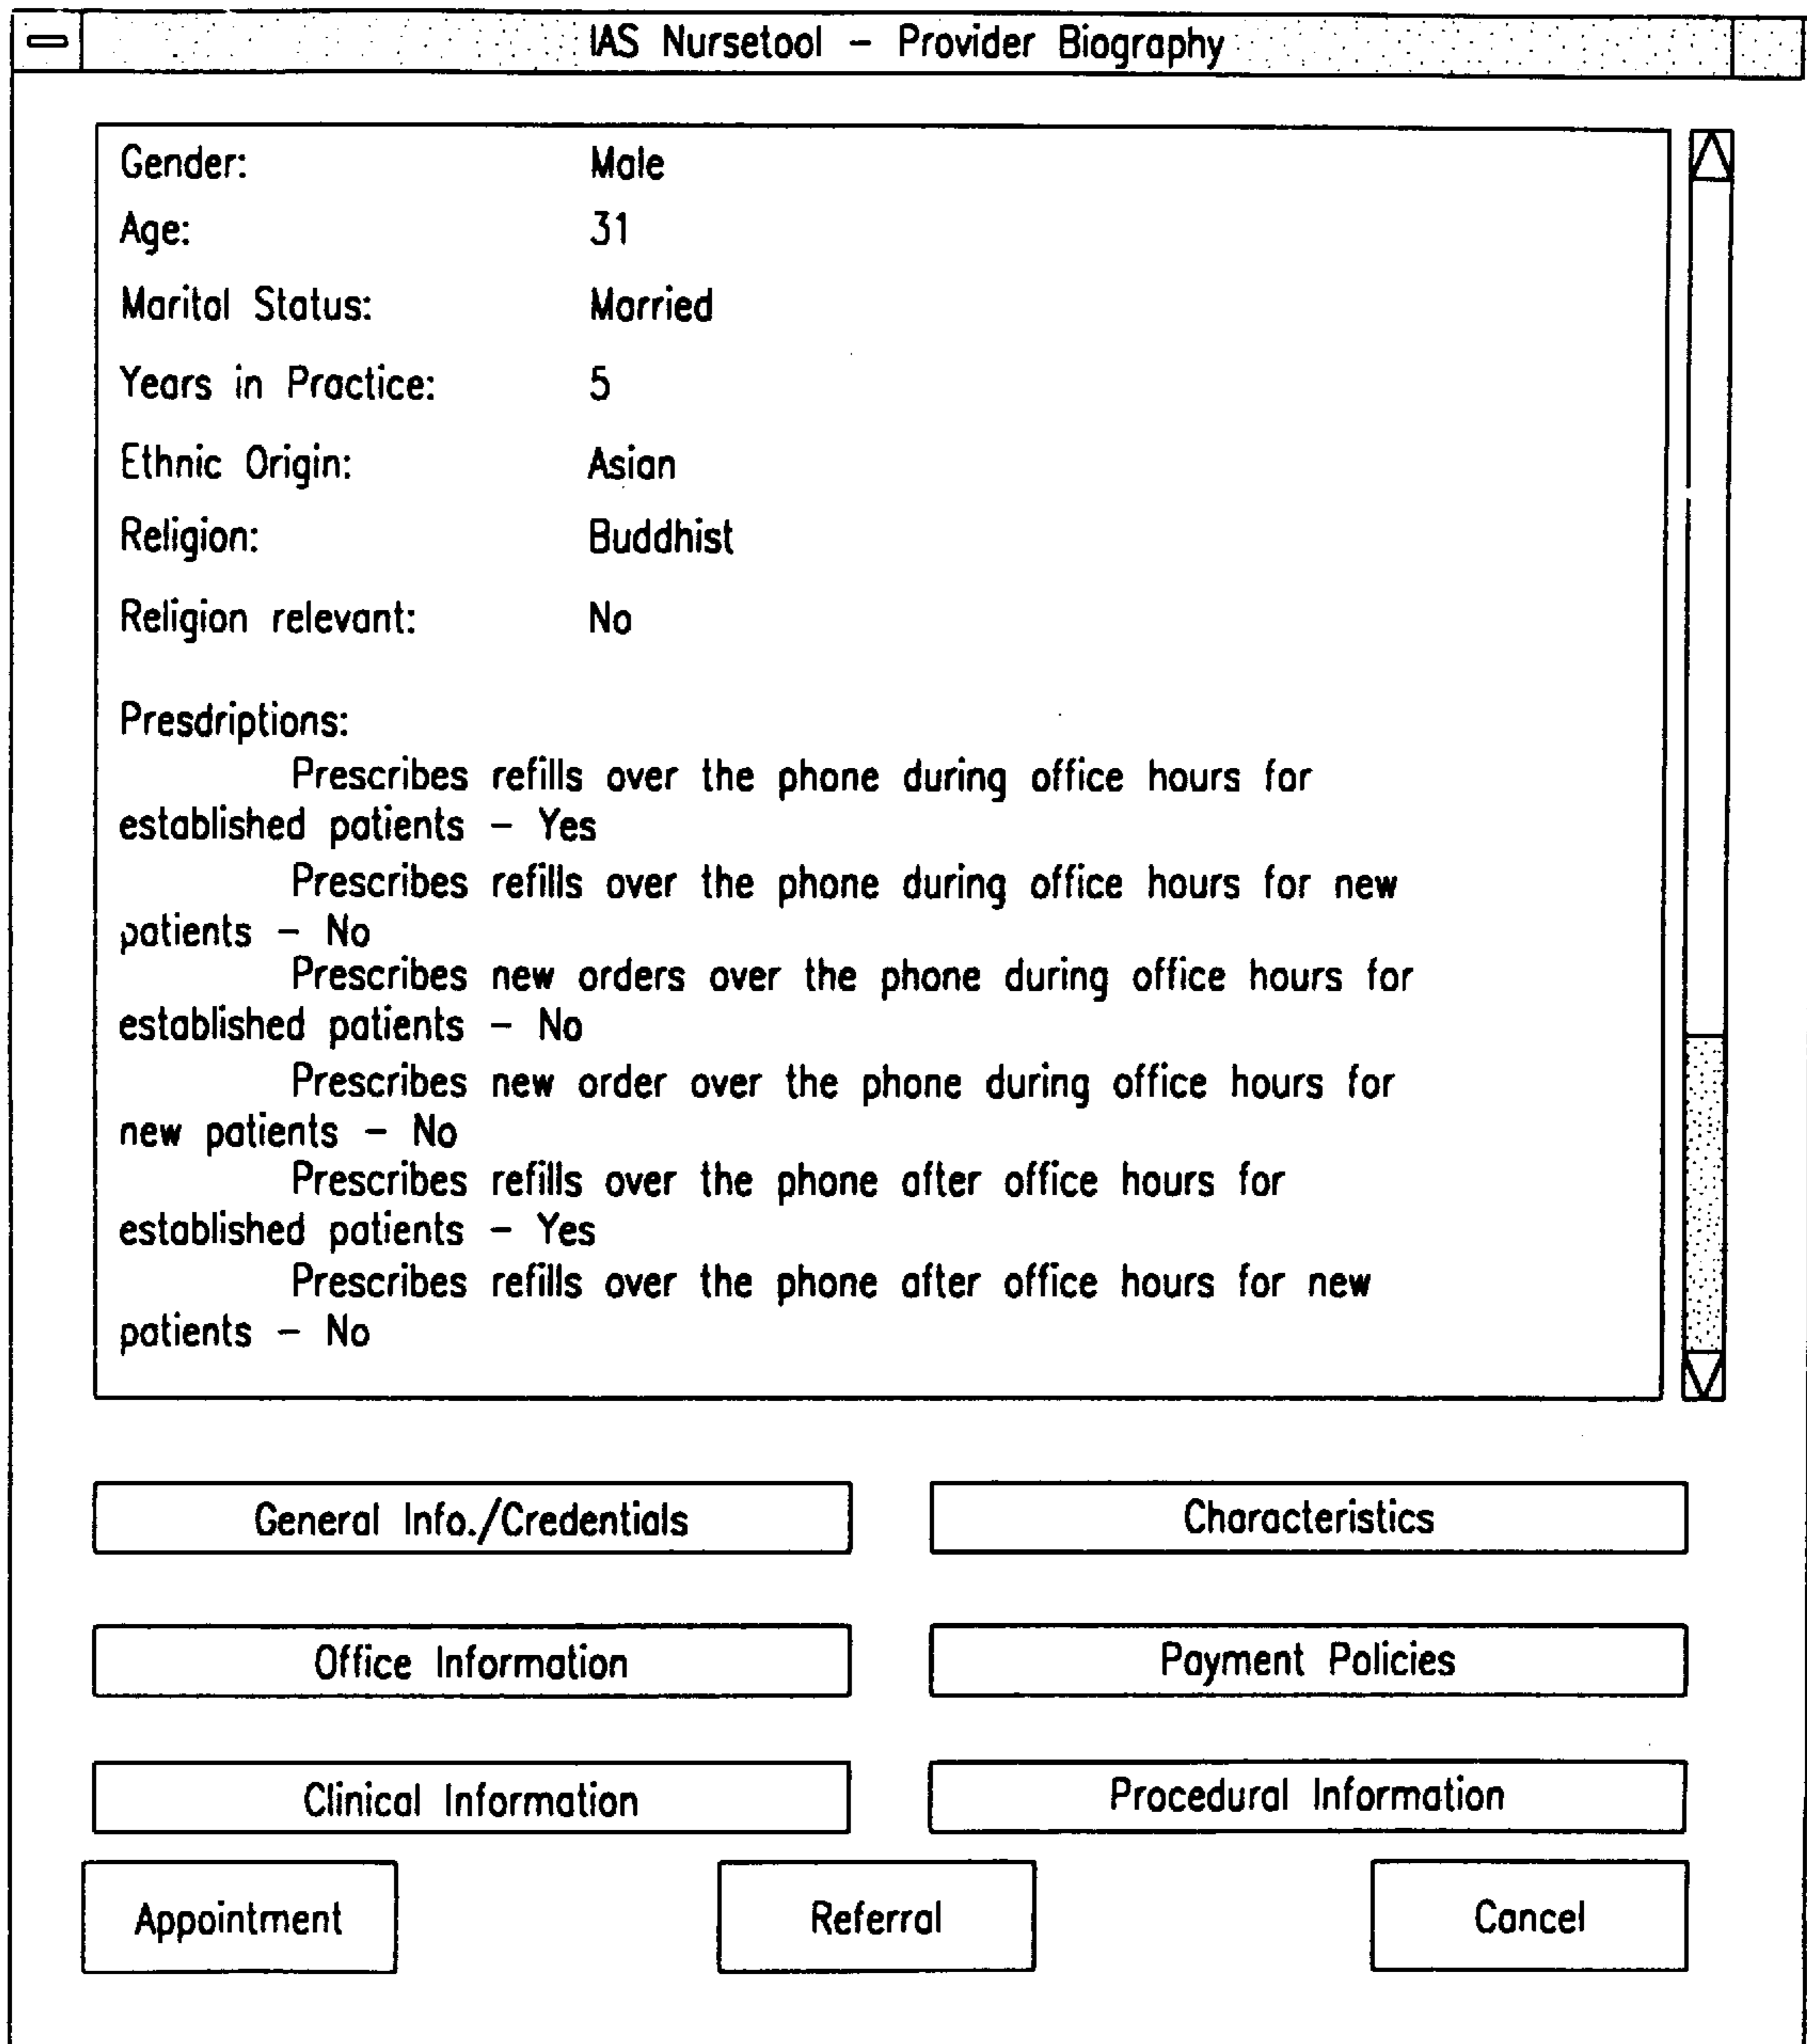 IAS Nursetool – Provider Biography
Gender: Male
Age: 31
Marital Status: Married
Years in Practice: 5
Ethnic Origin: Asian
Religion: Buddhist
Religion relevant: No
Presdriptions:
Prescribes refills over the phone during office hours for
established patients – Yes
Prescribes refills over the phone during office hours for new
patients – No
Prescribes new orders over the phone during office hours for
established patients – No
Prescribes new order over the phone during office hours for
new patients – No
Prescribes refills over the phone after office hours for
established patients – Yes
Prescribes refills over the phone after office hours for new
patients – No
General Info./Credentials Characteristics
Office Information Payment Policies
Clinical Information Procedural Information
Appointment Referral Cancel